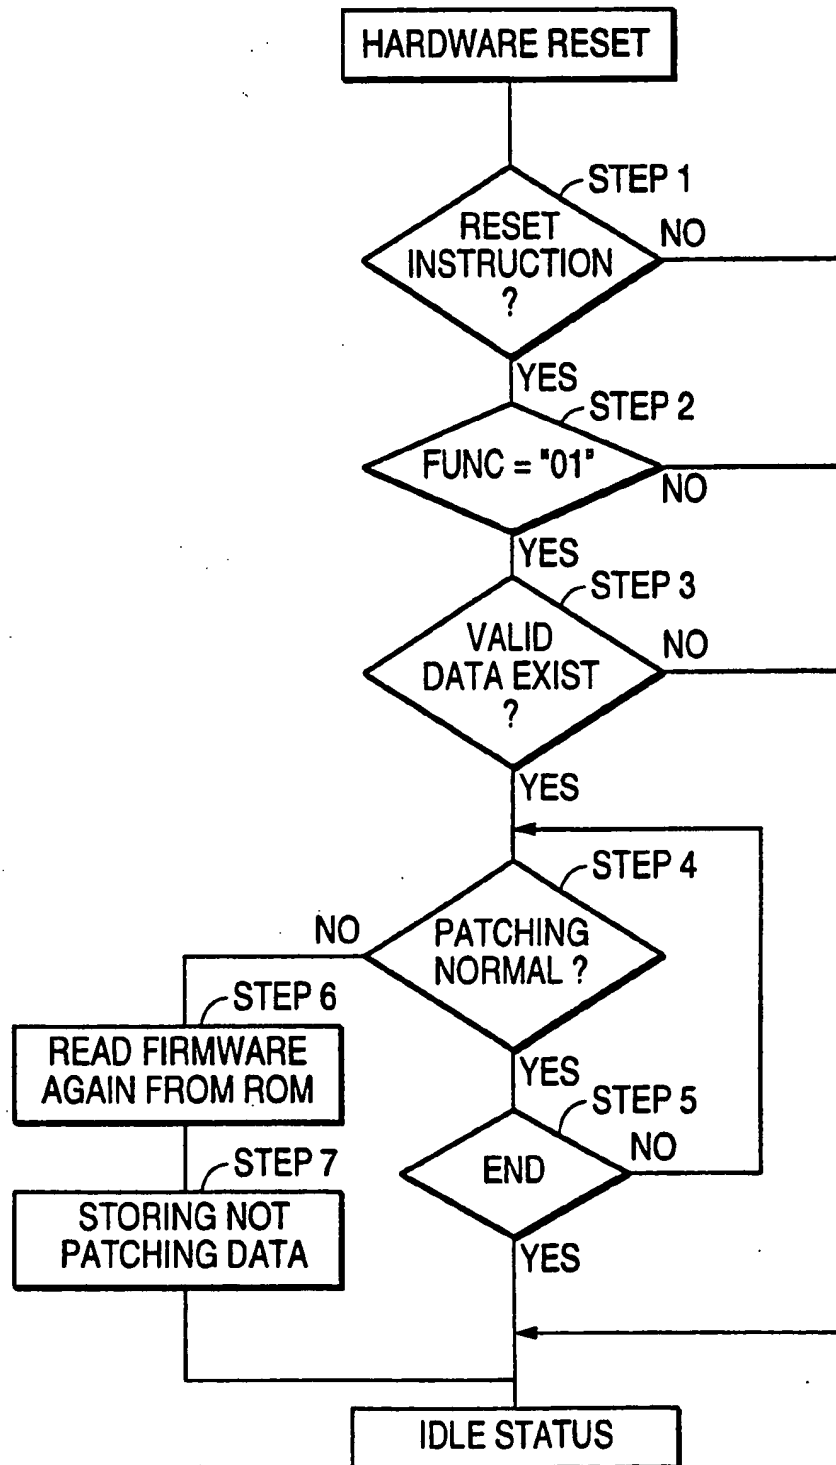 HARDWARE RESET
STEP 1
RESET
INSTRUCTION
?
NO
YES
STEP 2
FUNC = "01"
NO
YES
STEP 3
VALID
DATA EXIST
?
NO
YES
STEP 4
PATCHING
NORMAL ?
NO
YES
STEP 6
READ FIRMWARE
AGAIN FROM ROM
STEP 5
END
NO
YES
STEP 7
STORING NOT
PATCHING DATA
IDLE STATUS